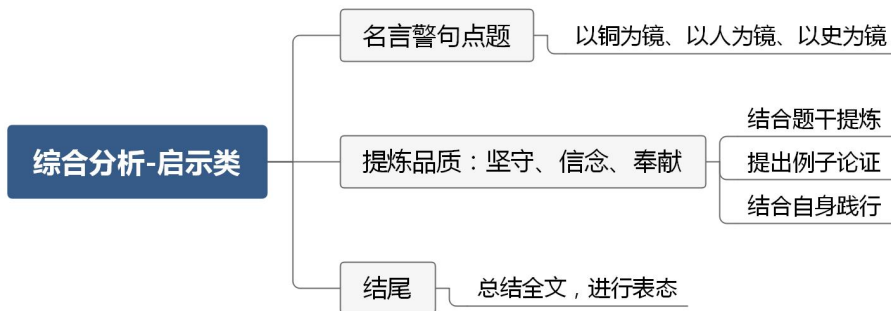 综合分析-启示类
名言警句点题
以铜为镜、以人为镜、以史为镜
提炼品质：坚守、信念、奉献
结合题干提炼
提出例子论证
结合自身践行
结尾
总结全文，进行表态